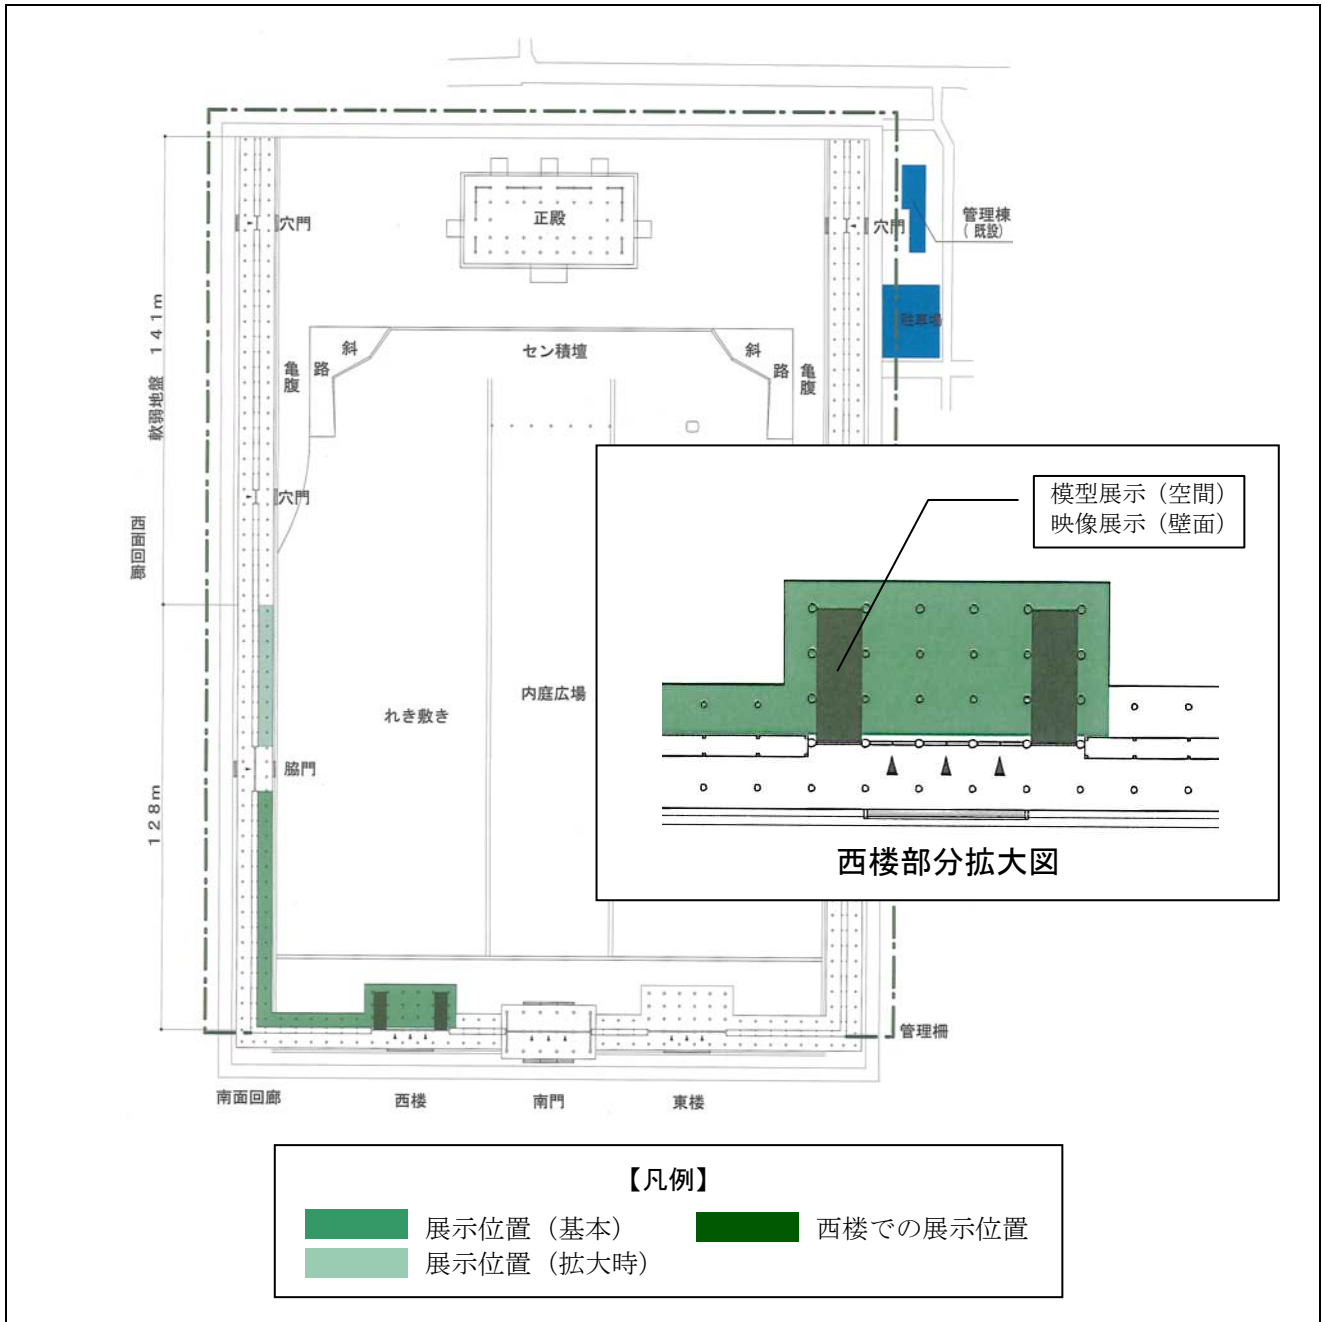 正殿
穴門
穴門
管理棟
(既設)
駐車場
斜
路
亀腹
セン積壇
斜
路
亀腹
軟弱地盤 141m
穴門
西面回廊
模型展示(空間)
映像展示(壁面)
内庭広場
れき敷き
脇門
128m
西楼部分拡大図
管理柵
南面回廊
西楼
南門
東楼
【凡例】
展示位置(基本)
西楼での展示位置
展示位置(拡大時)